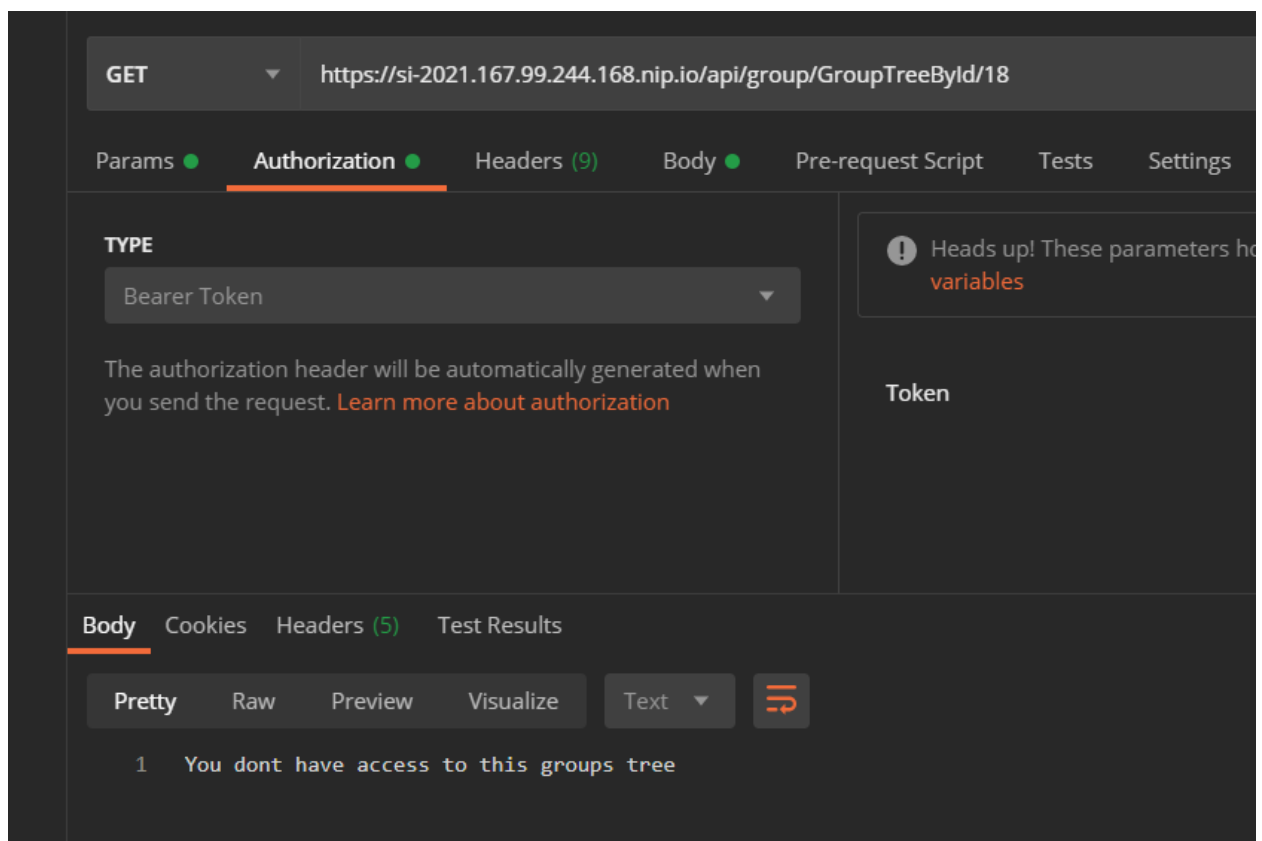 GET https://si-2021.167.99.244.168.nip.io/api/group/GroupTreeById/18
Params Authorization Headers (9) Body Pre-request Script Tests Settings
TYPE
Bearer Token
The authorization header will be automatically generated when
you send the request. Learn more about authorization
Heads up! These parameters
variables
Token
Body Cookies Headers (5) Test Results
Pretty Raw Preview Visualize Text
1 You dont have access to this groups tree